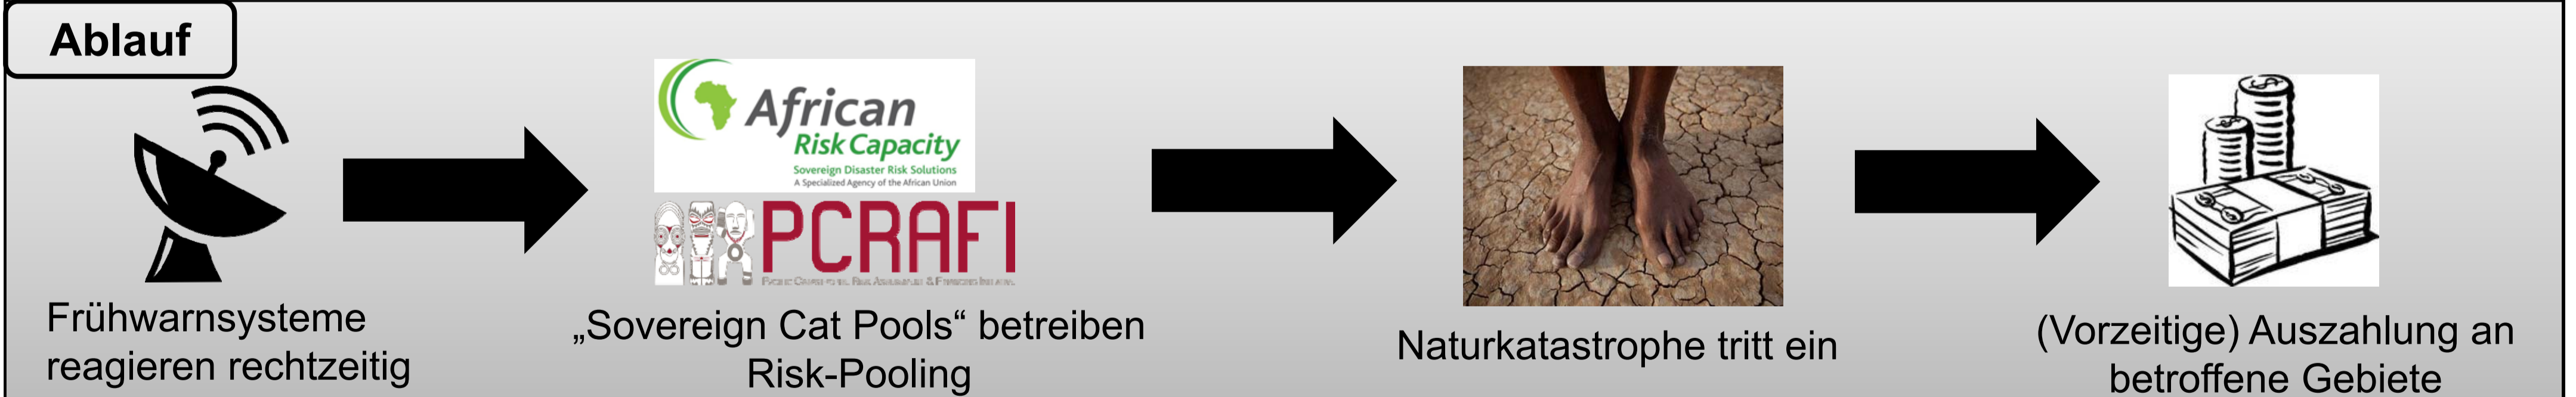 Ablauf
African
Risk Capacity
Sovereign Disaster Risk Solutions
A Specialized Agency of the African Union
PCRAFI
Frühwarnsysteme
reagieren rechtzeitig
„Sovereign Cat Pools“ betreiben
Risk-Pooling
Naturkatastrophe tritt ein
(Vorzeitige) Auszahlung an
betroffene Gebiete